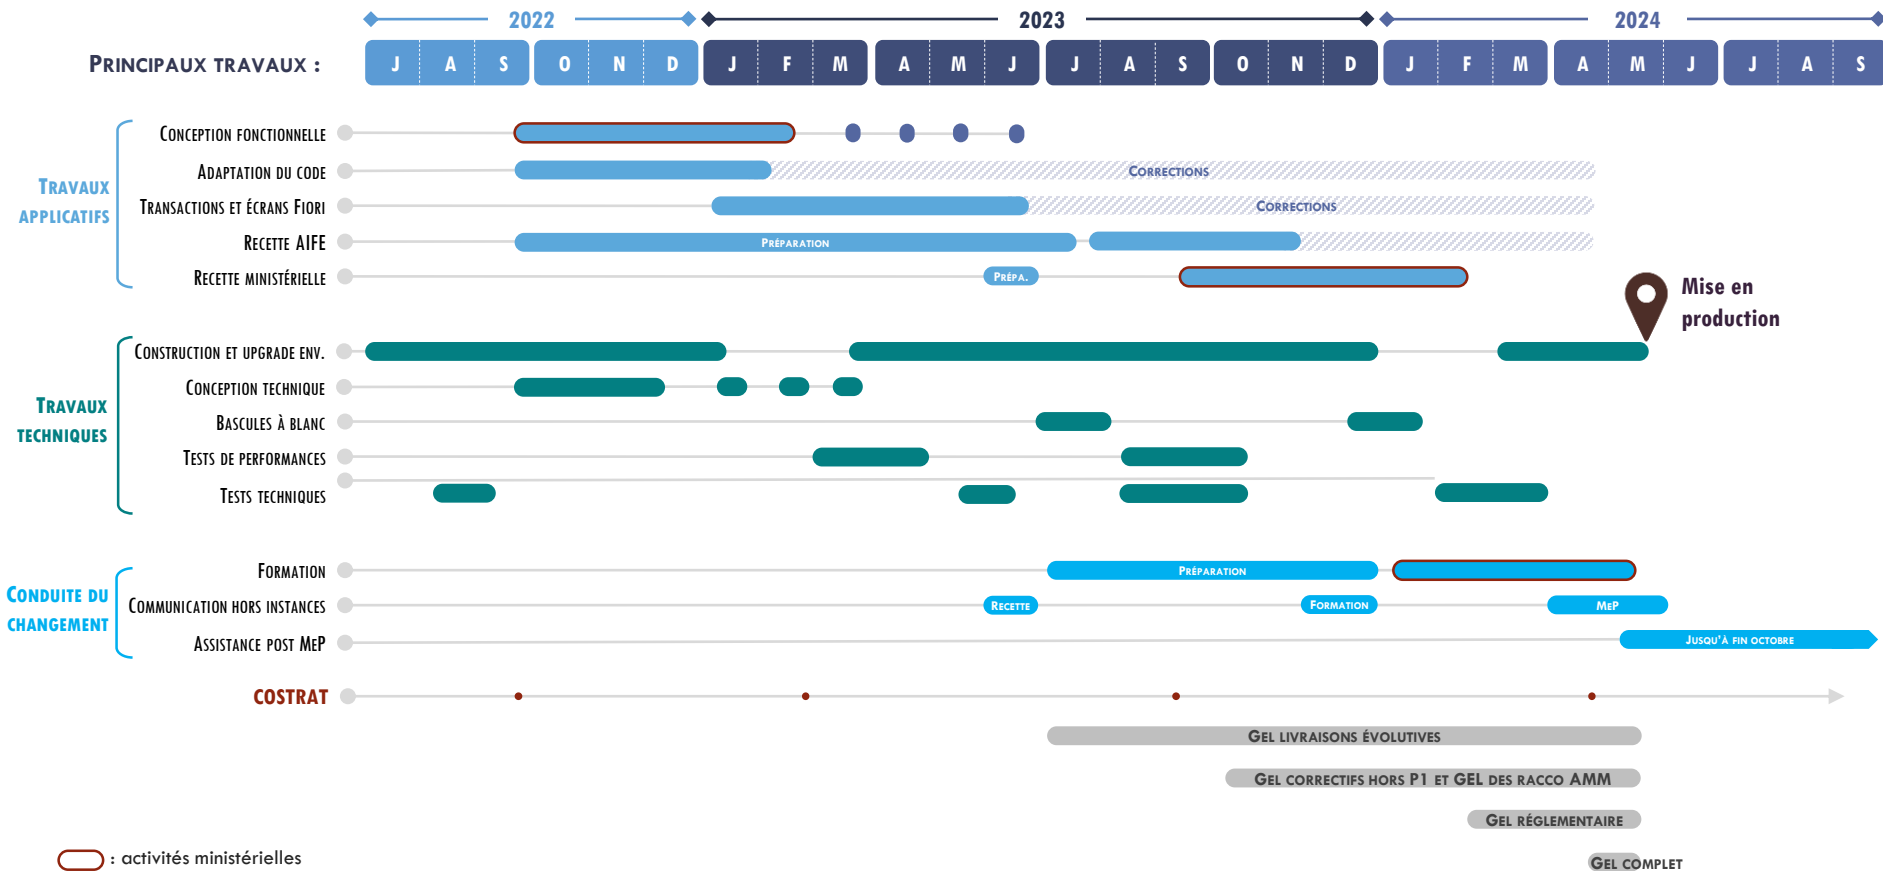 2022 2023 2024
PRINCIPAUX TRAVAUX :
J A S O N D J F M A M J J A S O N D J F M A M J J A S
TRAVAUX
APPLICATIFS
CONCEPTION FONCTIONNELLE
ADAPTATION DU CODE
CORRECTIONS
TRANSACTIONS ET ÉCRANS FIORI
CORRECTIONS
RECETTE AIFE
PRÉPARATION
RECETTE MINISTÉRIELLE
PRÉPA.
Mise en
production
TRAVAUX
TECHNIQUES
CONSTRUCTION ET UPGRADE ENV.
CONCEPTION TECHNIQUE
BASCULES À BLANC
TESTS DE PERFORMANCES
TESTS TECHNIQUES
CONDUITE DU
CHANGEMENT
FORMATION
PRÉPARATION
COMMUNICATION HORS INSTANCES
RECETTE
FORMATION
MEP
ASSISTANCE POST MEP
JUSQU'À FIN OCTOBRE
COSTRAT
GEL LIVRAISONS ÉVOLUTIVES
GEL CORRECTIFS HORS P1 ET GEL DES RACCO AMM
GEL RÉGLEMENTAIRE
GEL COMPLET
: activités ministérielles